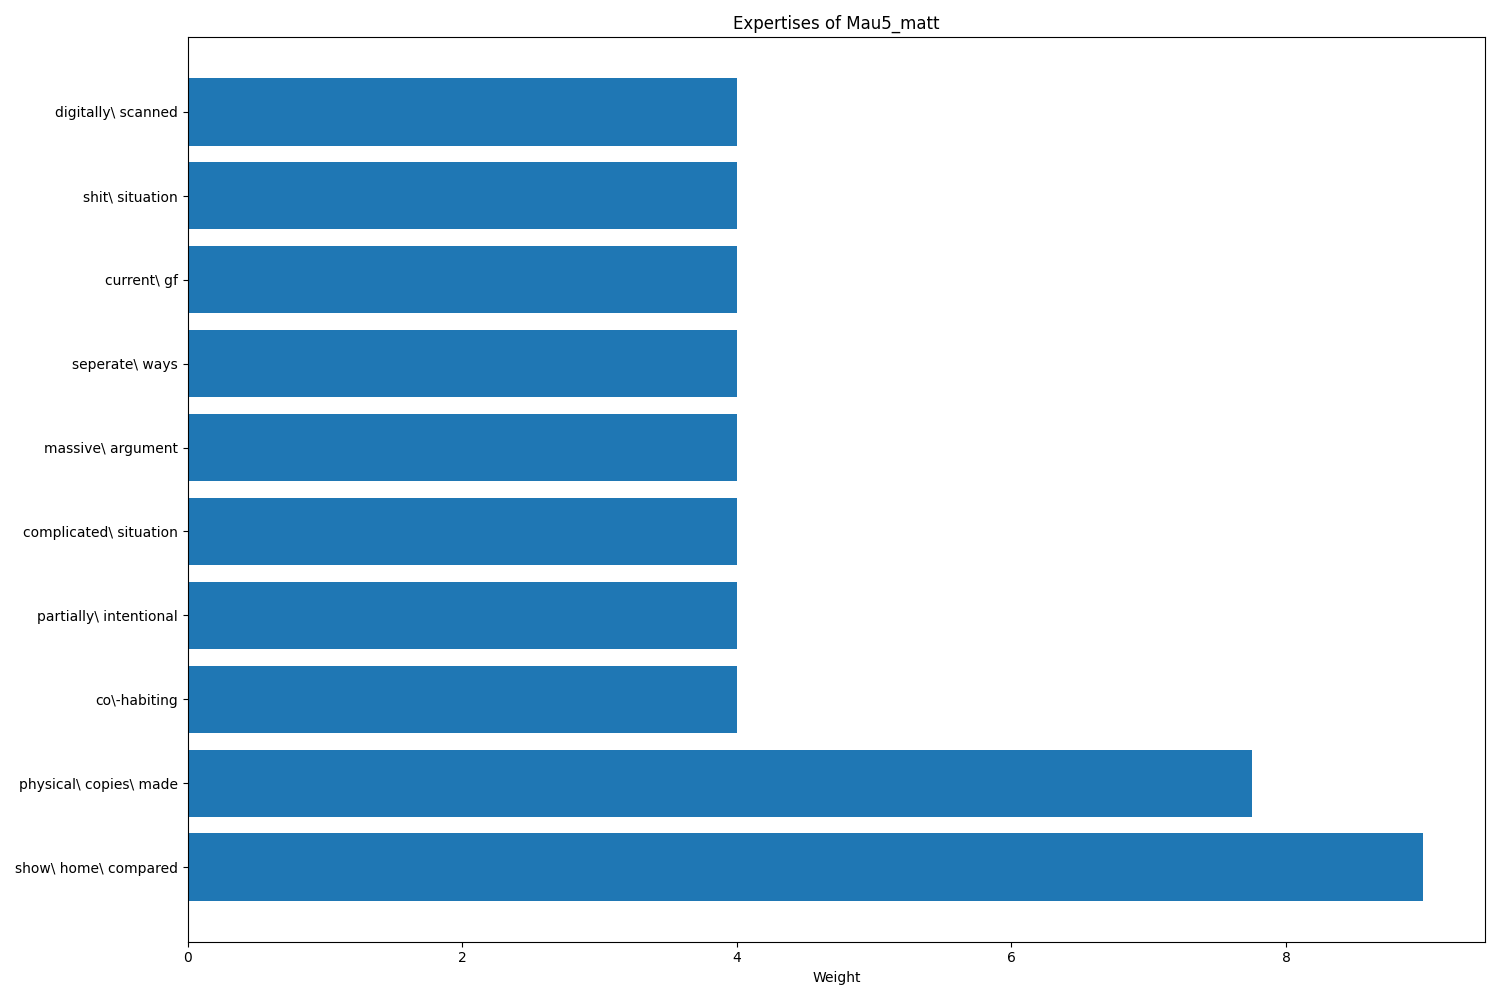 Expertises of Mau5_matt
digitally\ scanned
shit\ situation
current\ gf
seperate\ ways
massive\ argument
complicated\ situation
partially\ intentional
co\-habiting
physical\ copies\ made
show\ home\ compared
0 2 4 6 8
Weight